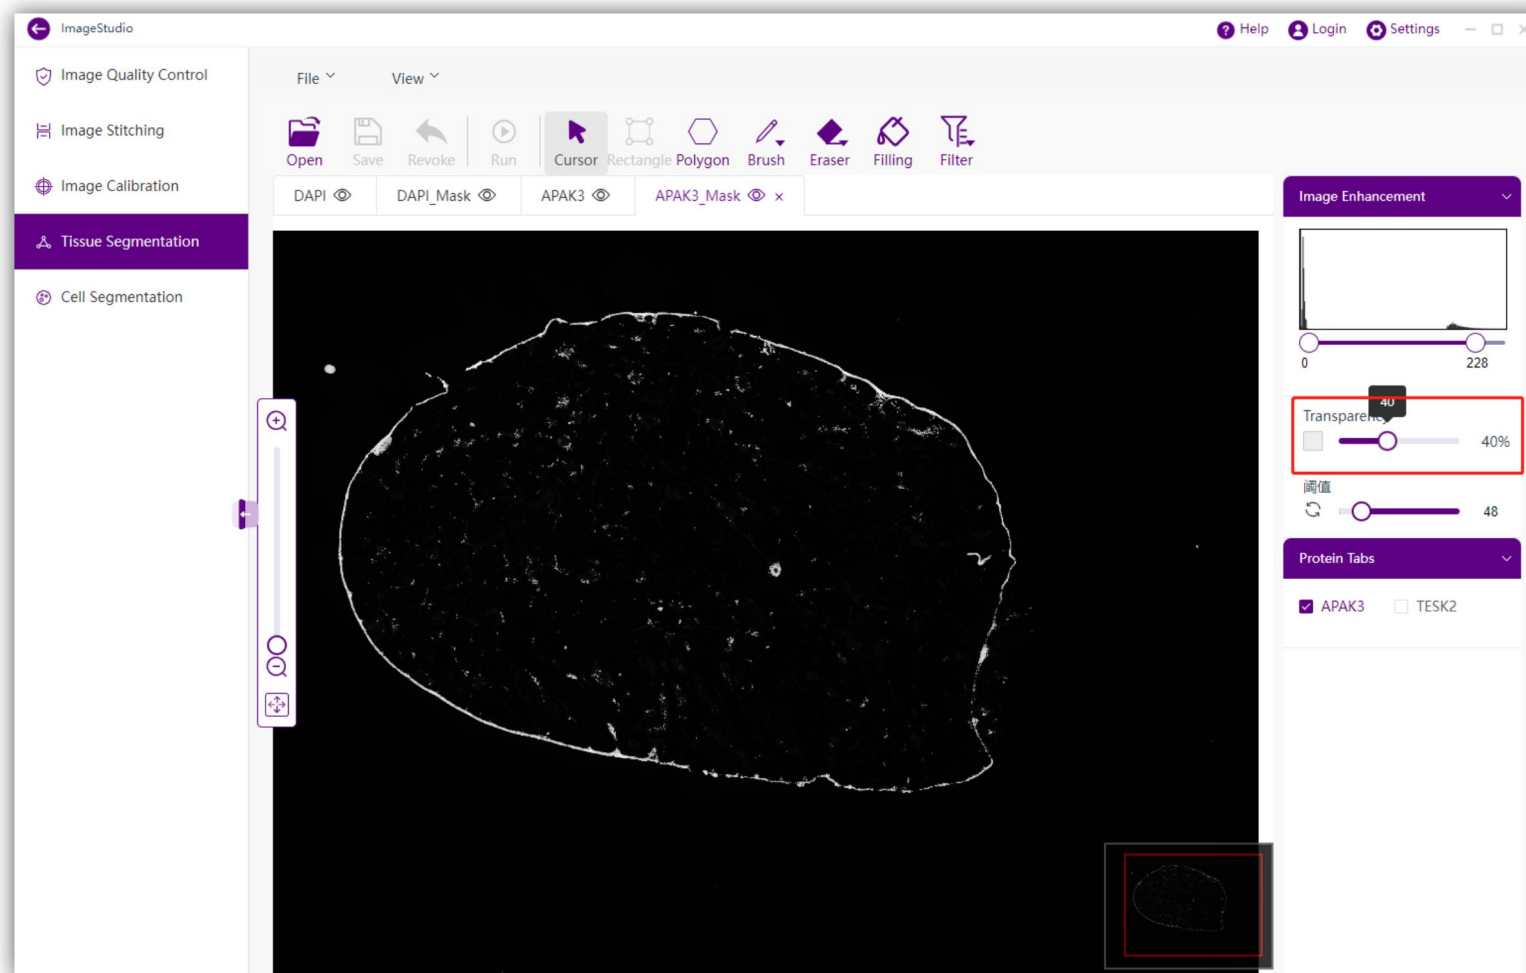 ImageStudio
Help Login Settings
Image Quality Control
Image Stitching
Image Calibration
Tissue Segmentation
Cell Segmentation
File View
Open Save Revoke Run Cursor Rectangle Polygon Brush Eraser Filling Filter
DAPI DAPI_Mask APAK3 APAK3_Mask ×
Image Enhancement
0 228
40
Transparency
40%
阈值
48
Protein Tabs
APAK3 TESK2